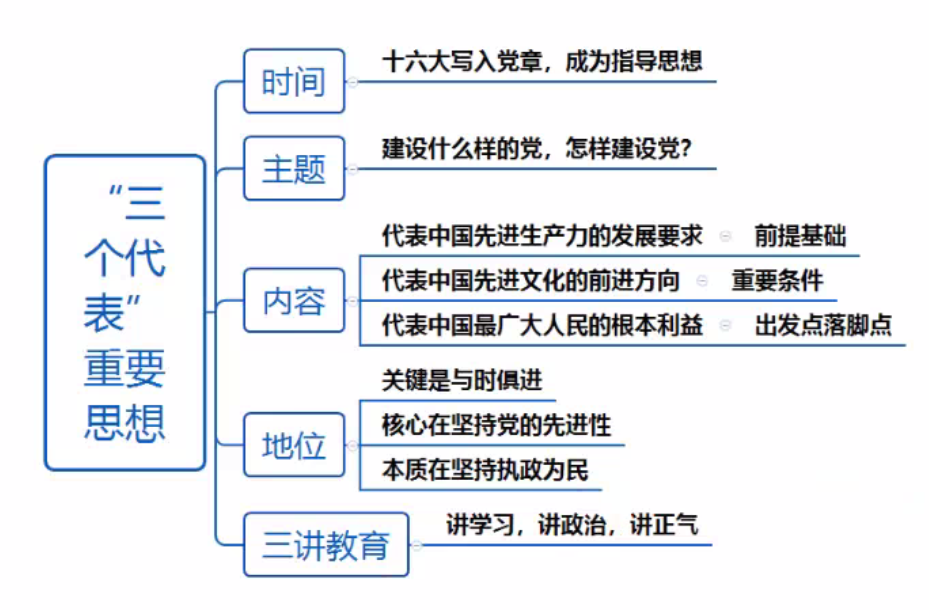 “三
个代
表”
重要
思想
时间
十六大写入党章，成为指导思想
主题
建设什么样的党，怎样建设党？
内容
代表中国先进生产力的发展要求 前提基础
代表中国先进文化的前进方向 重要条件
代表中国最广大人民的根本利益 出发点落脚点
地位
关键是与时俱进
核心在坚持党的先进性
本质在坚持执政为民
三讲教育
讲学习，讲政治，讲正气